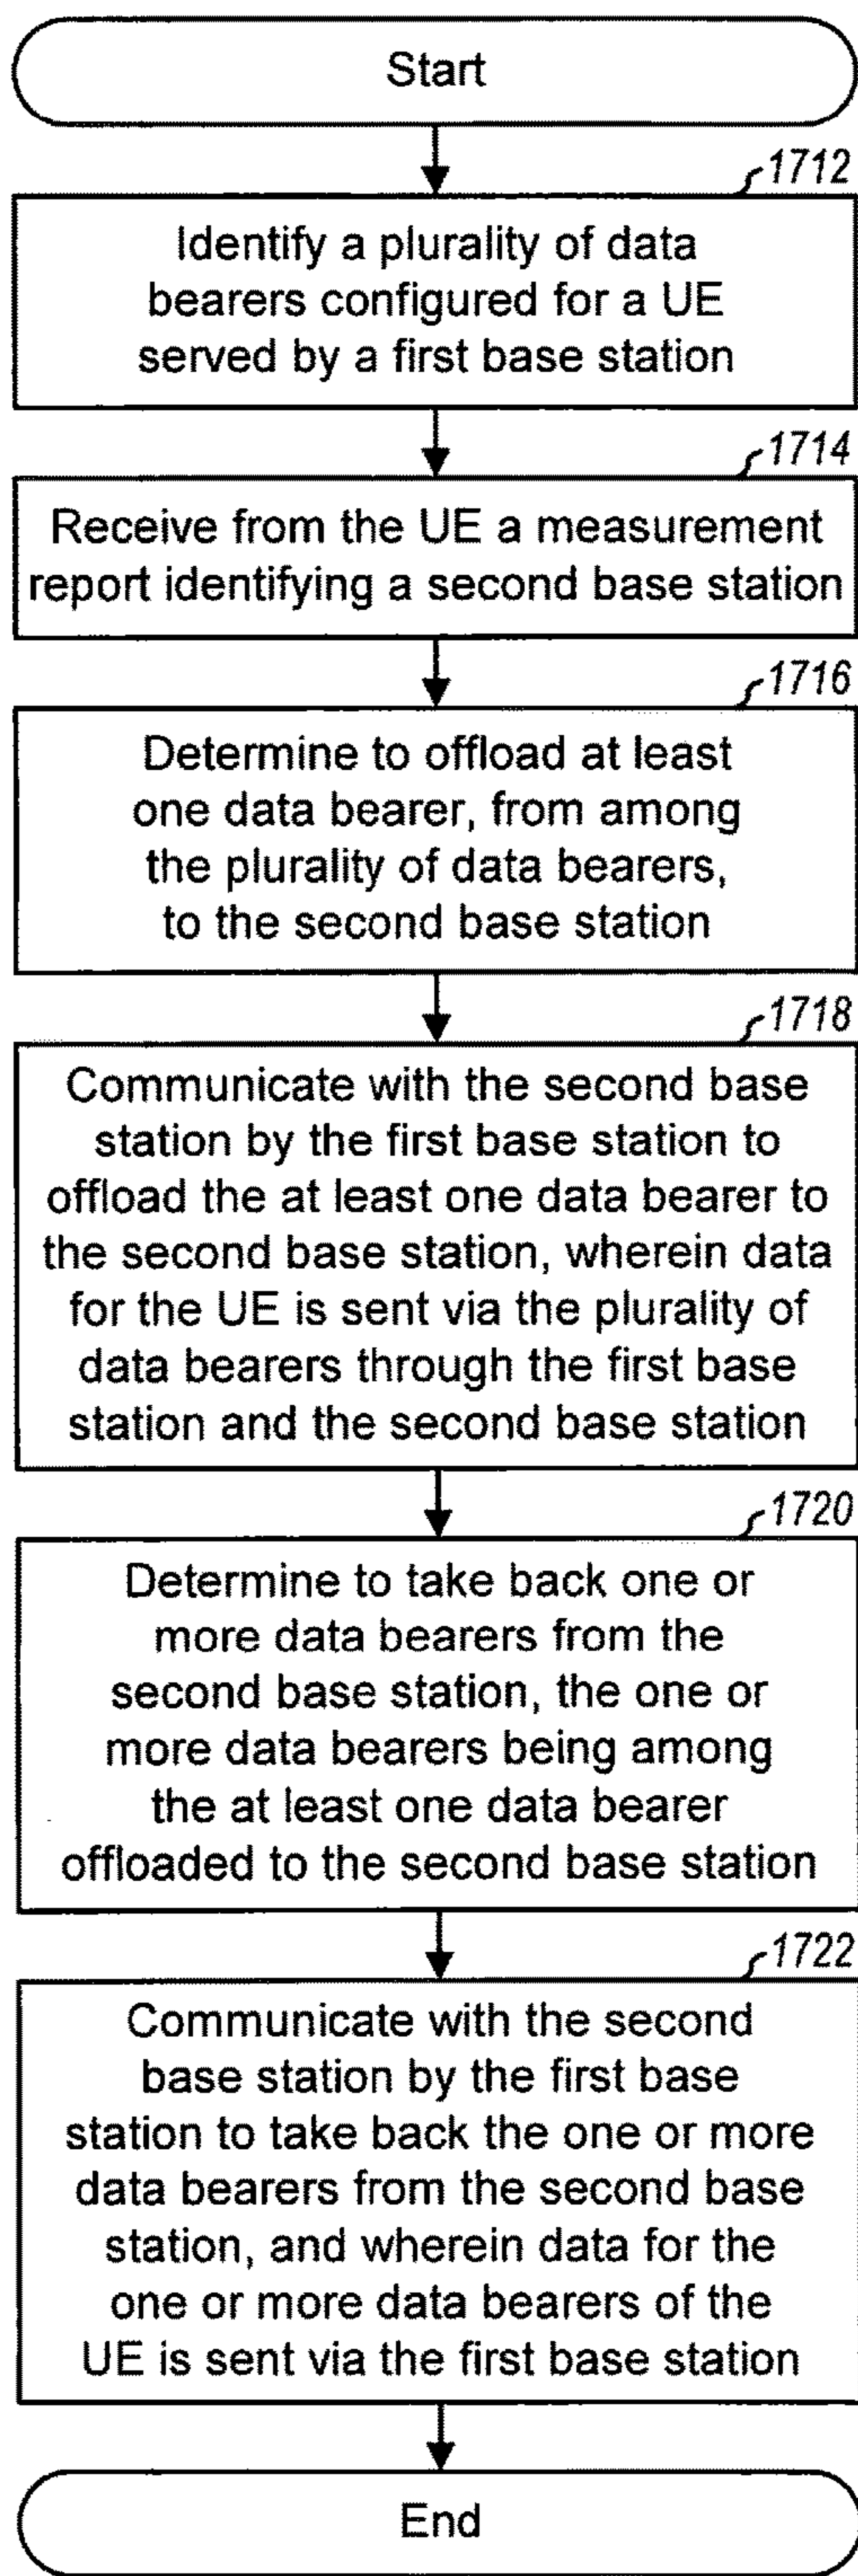 Start
1712
Identify a plurality of data
bearers configured for a UE
served by a first base station
1714
Receive from the UE a measurement
report identifying a second base station
1716
Determine to offload at least
one data bearer, from among
the plurality of data bearers,
to the second base station
1718
Communicate with the second base
station by the first base station to
offload the at least one data bearer to
the second base station, wherein data
for the UE is sent via the plurality of
data bearers through the first base
station and the second base station
1720
Determine to take back one or
more data bearers from the
second base station, the one or
more data bearers being among
the at least one data bearer
offloaded to the second base station
1722
Communicate with the second
base station by the first base
station to take back the one or more
data bearers from the second base
station, and wherein data for the
one or more data bearers of the
UE is sent via the first base station
End